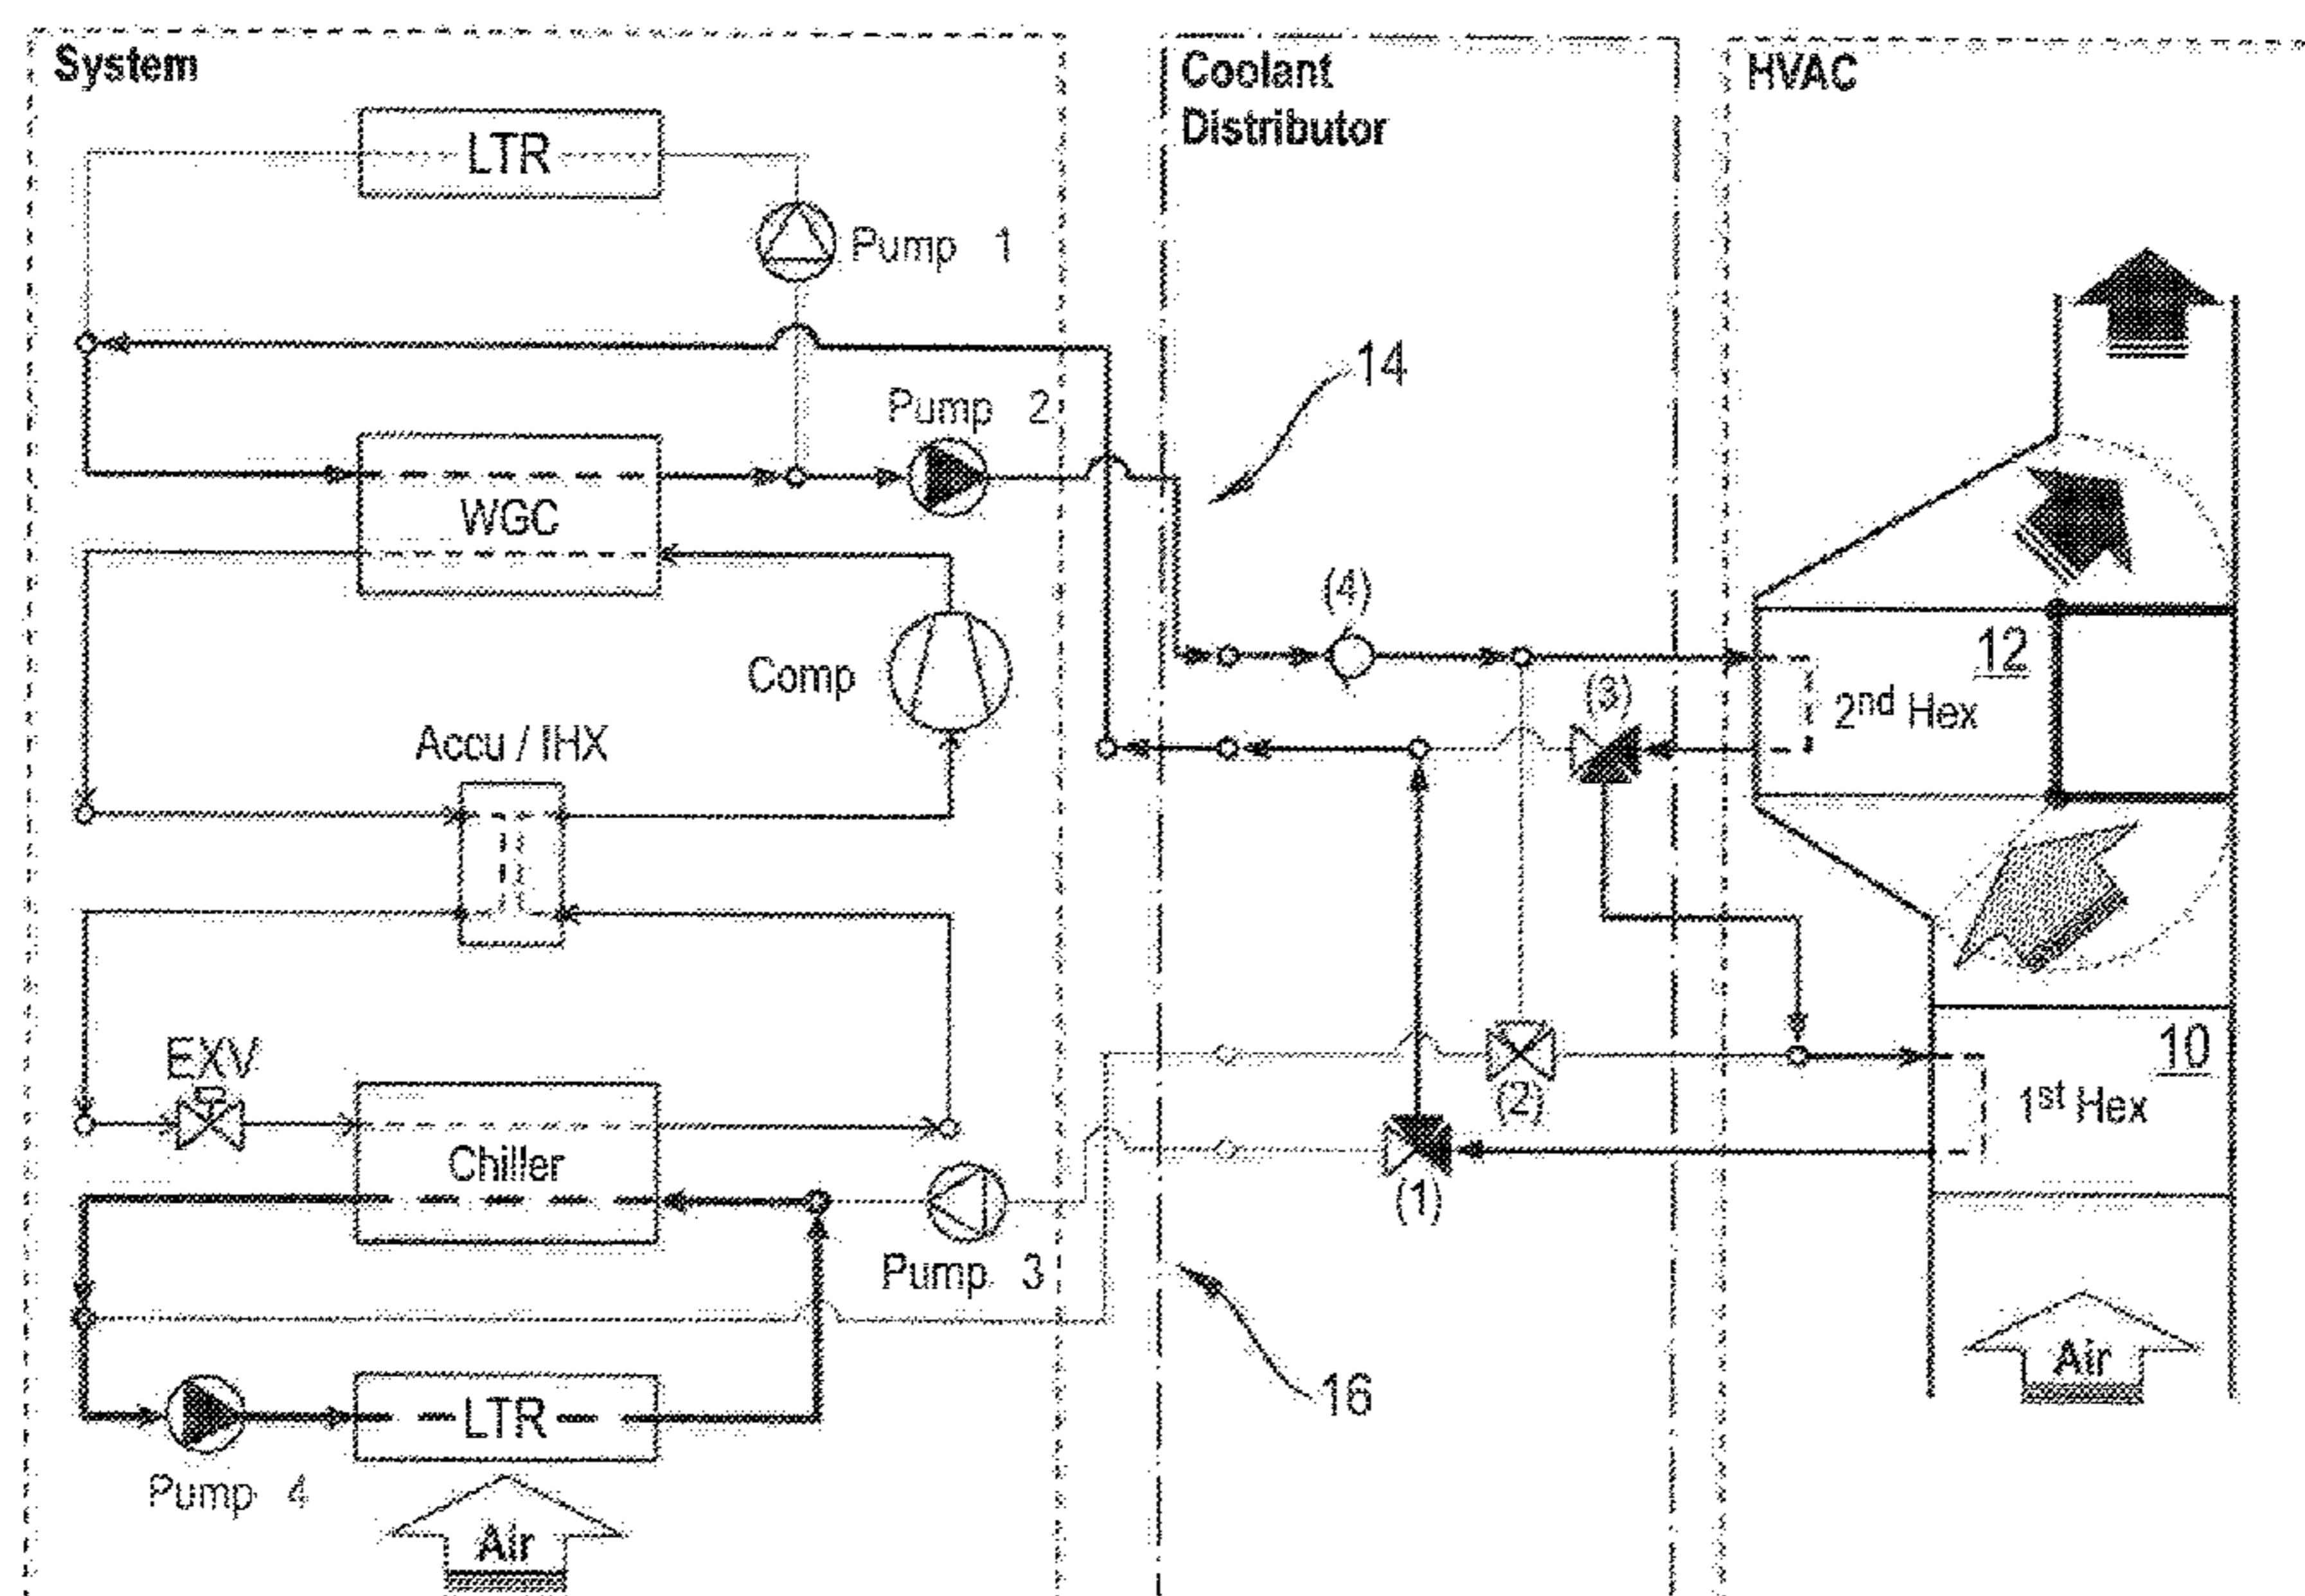 System
Coolant
Distributor
HVAC
LTR
Pump 1
14
Pump 2
WGC
(4)
12
Comp
(3)
2nd Hex
Accu / IHX
EXV
10
(2)
1st Hex
Chiller
(1)
Pump 3
Air
16
LTR
Pump 4
Air